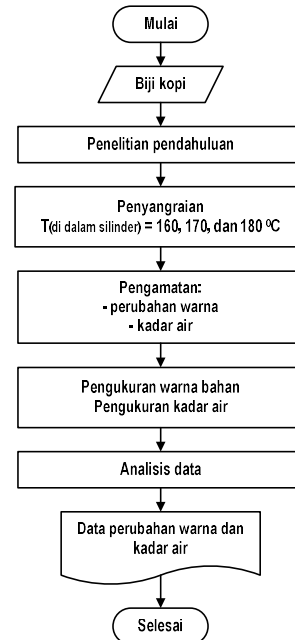 Mulai
Biji kopi
Penelitian pendahuluan
Penyangraian
T(di dalam silinder) = 160, 170, dan 180 ⁰C
Pengamatan:
- perubahan warna
- kadar air
Pengukuran warna bahan
Pengukuran kadar air
Analisis data
Data perubahan warna dan
kadar air
Selesai